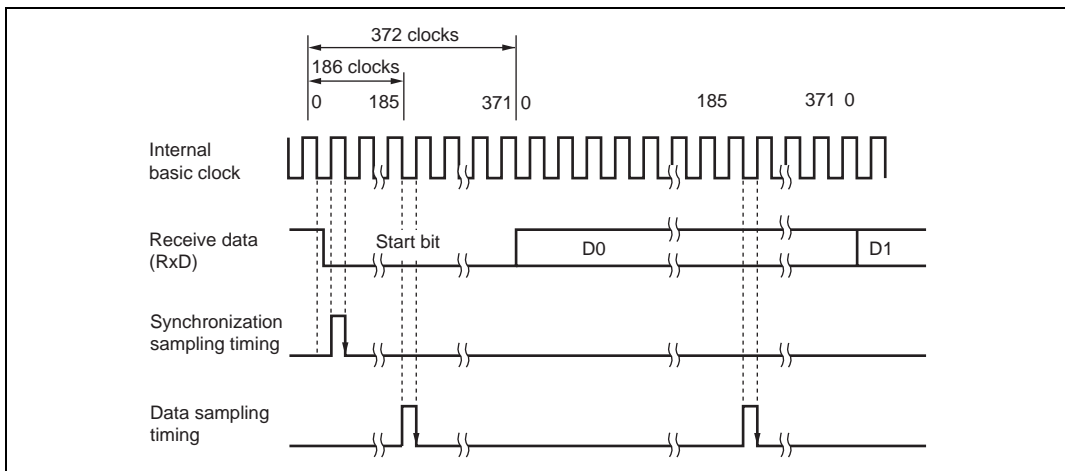 372 clocks
186 clocks
0 185 371 0 185 371 0
Internal
basic clock
Receive data
(RxD)
Start bit D0 D1
Synchronization
sampling timing
Data sampling
timing